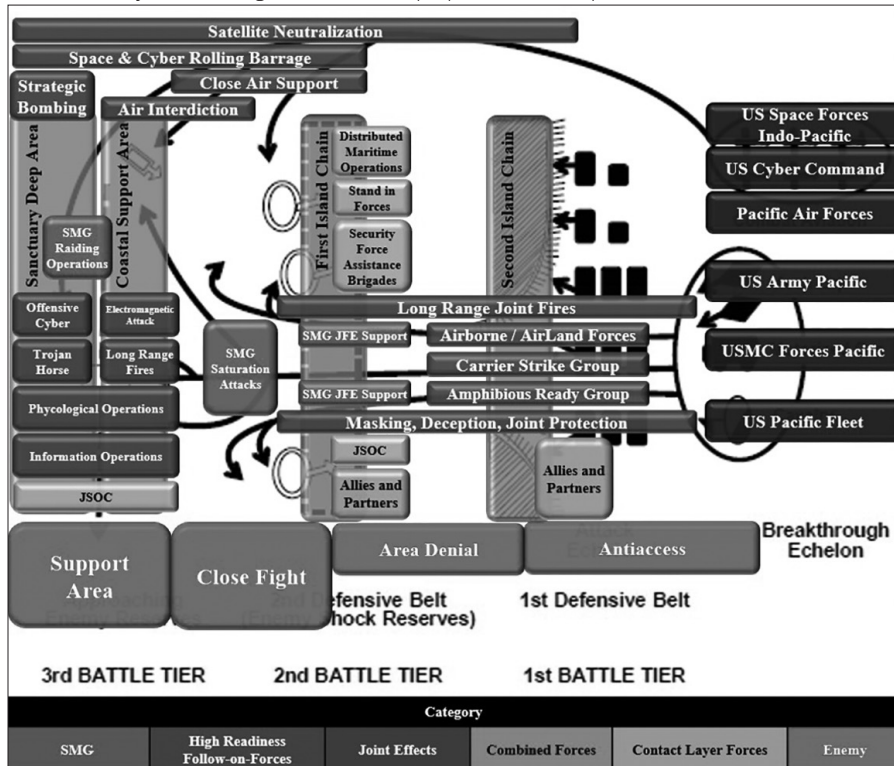 Satellite Neutralization
Space & Cyber Rolling Barrage
Close Air Support
Strategic
Bombing
Air Interdiction
Sanctuary Deep Area
Coastal Support Area
First Island Chain
Second Island Chain
Distributed
Maritime
Operations
Stand in
Forces
Security
Force
Assistance
Brigades
US Space Forces
Indo-Pacific
US Cyber Command
Pacific Air Forces
US Army Pacific
USMC Forces Pacific
US Pacific Fleet
SMG
Raiding
Operations
Offensive
Cyber
Electromagnetic
Attack
Trojan
Horse
Long Range
Fires
SMG
Saturation
Attacks
Long Range Joint Fires
SMG JFE Support
Airborne / AirLand Forces
Carrier Strike Group
SMG JFE Support
Amphibious Ready Group
Masking, Deception, Joint Protection
Phycological Operations
Information Operations
JSOC
JSOC
Allies and
Partners
Allies and
Partners
Support
Area
Close Fight
Area Denial
Antiaccess
Attack
Breakthrough
Echelon
Approaching
Enemy Reserves
2nd Defensive Belt
(Enemy Shock Reserves)
1st Defensive Belt
3rd BATTLE TIER
2nd BATTLE TIER
1st BATTLE TIER
Category
SMG
High Readiness
Follow-on-Forces
Joint Effects
Combined Forces
Contact Layer Forces
Enemy